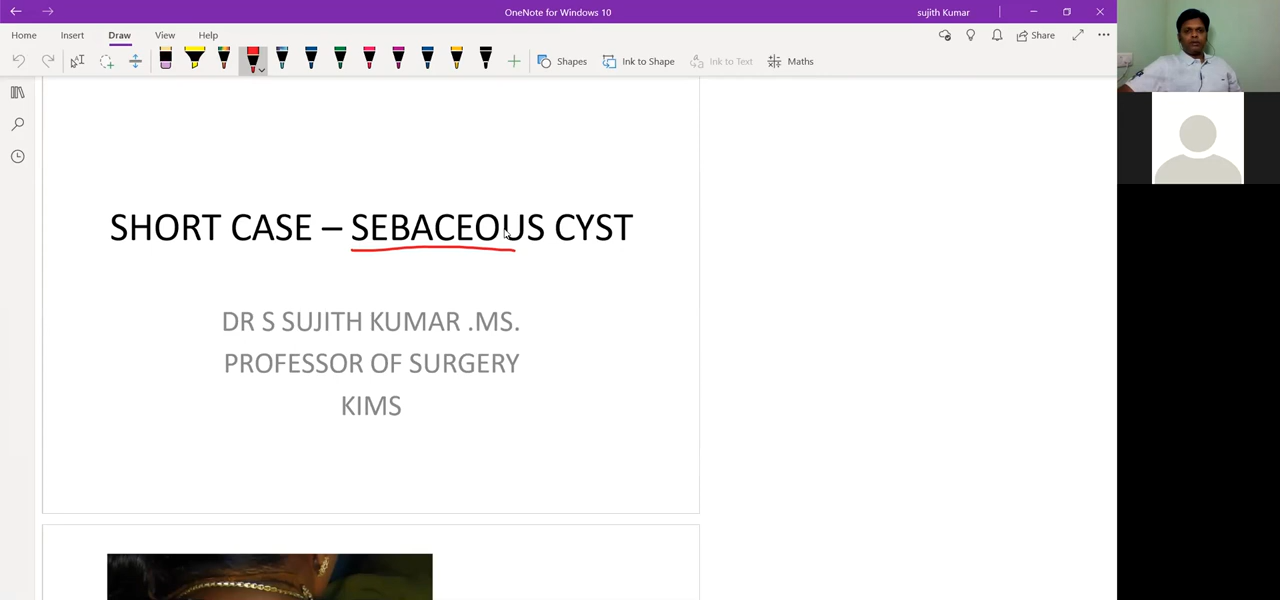 OneNote for Windows 10
sujith Kumar
Home Insert Draw View Help
Share
Shapes Ink to Shape Ink to Text Maths
SHORT CASE – SEBACEOUS CYST
DR S SUJITH KUMAR .MS.
PROFESSOR OF SURGERY
KIMS